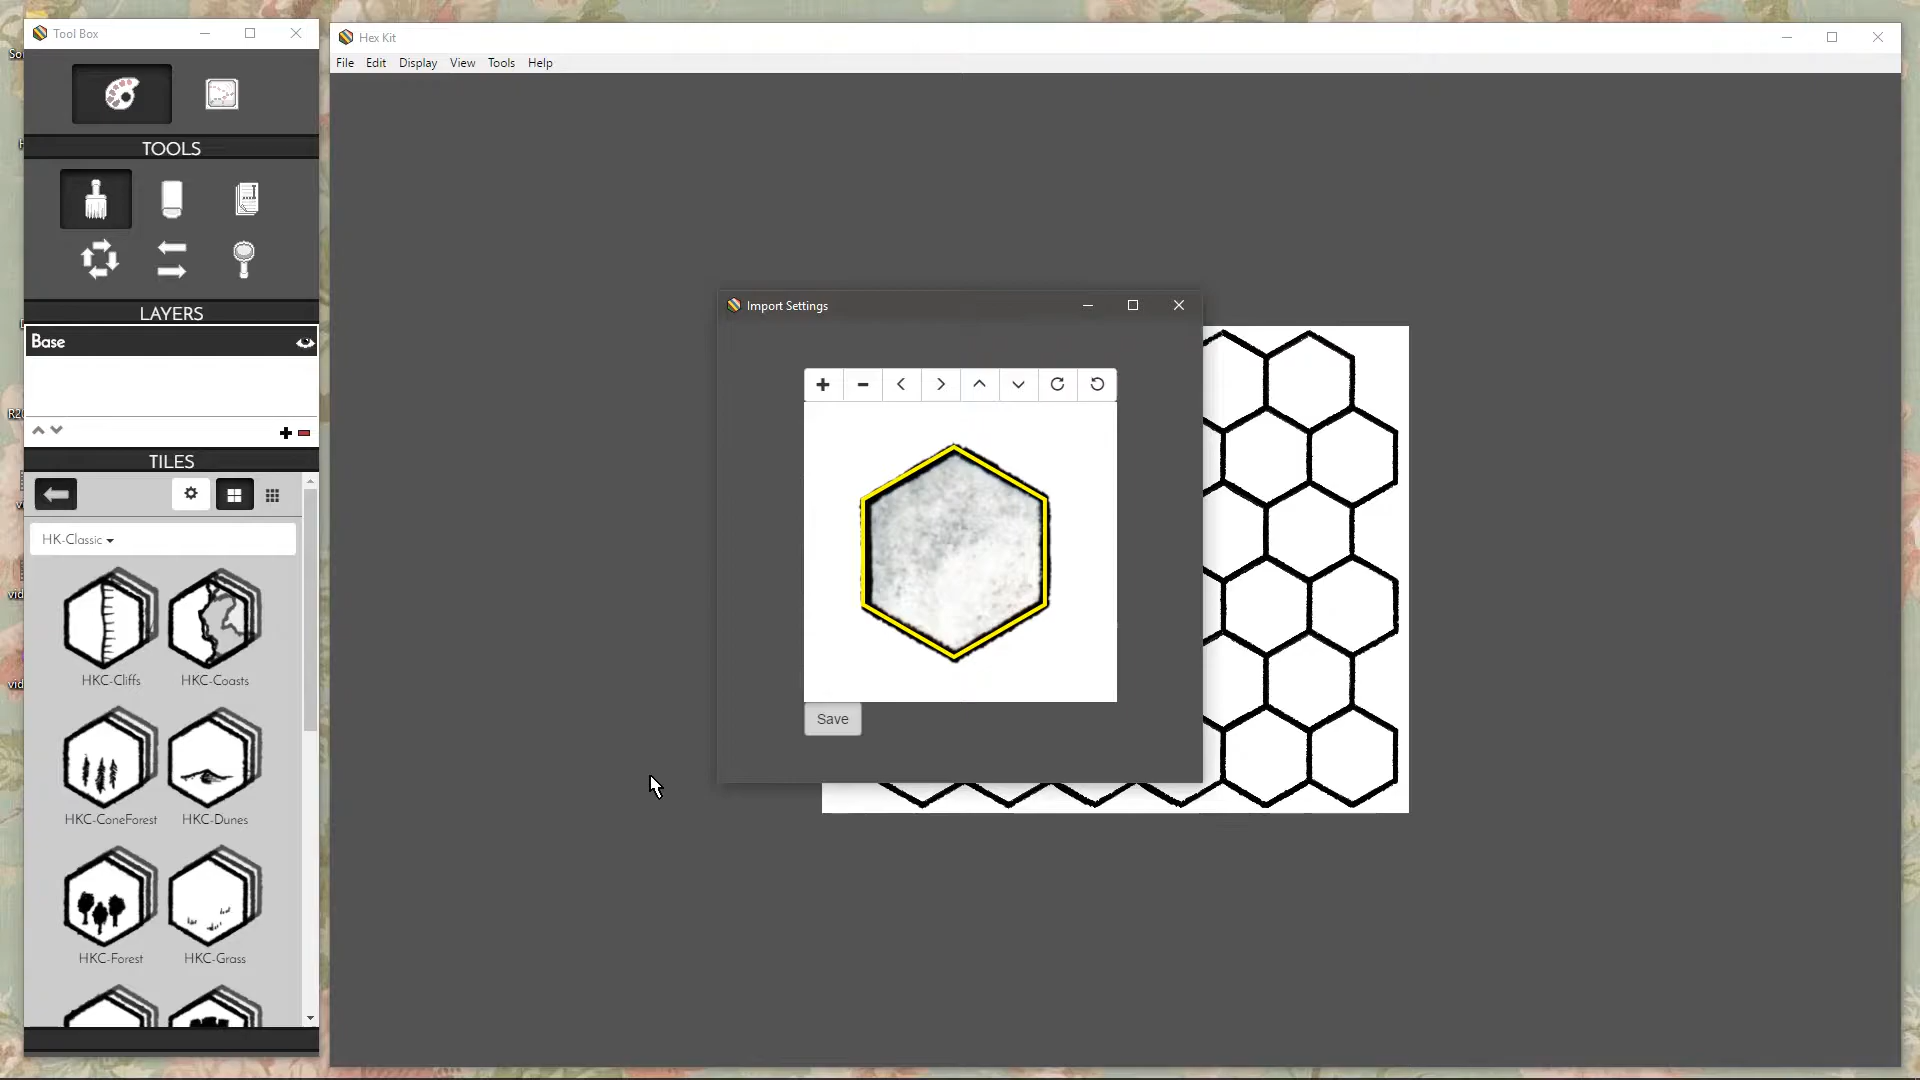 Tool Box
Hex Kit
File Edit Display View Tools Help
TOOLS
LAYERS
Base
TILES
HK-Classic
HKC-Cliffs HKC-Coasts
HKC-ConeForest HKC-Dunes
HKC-Forest HKC-Grass
Import Settings
Save